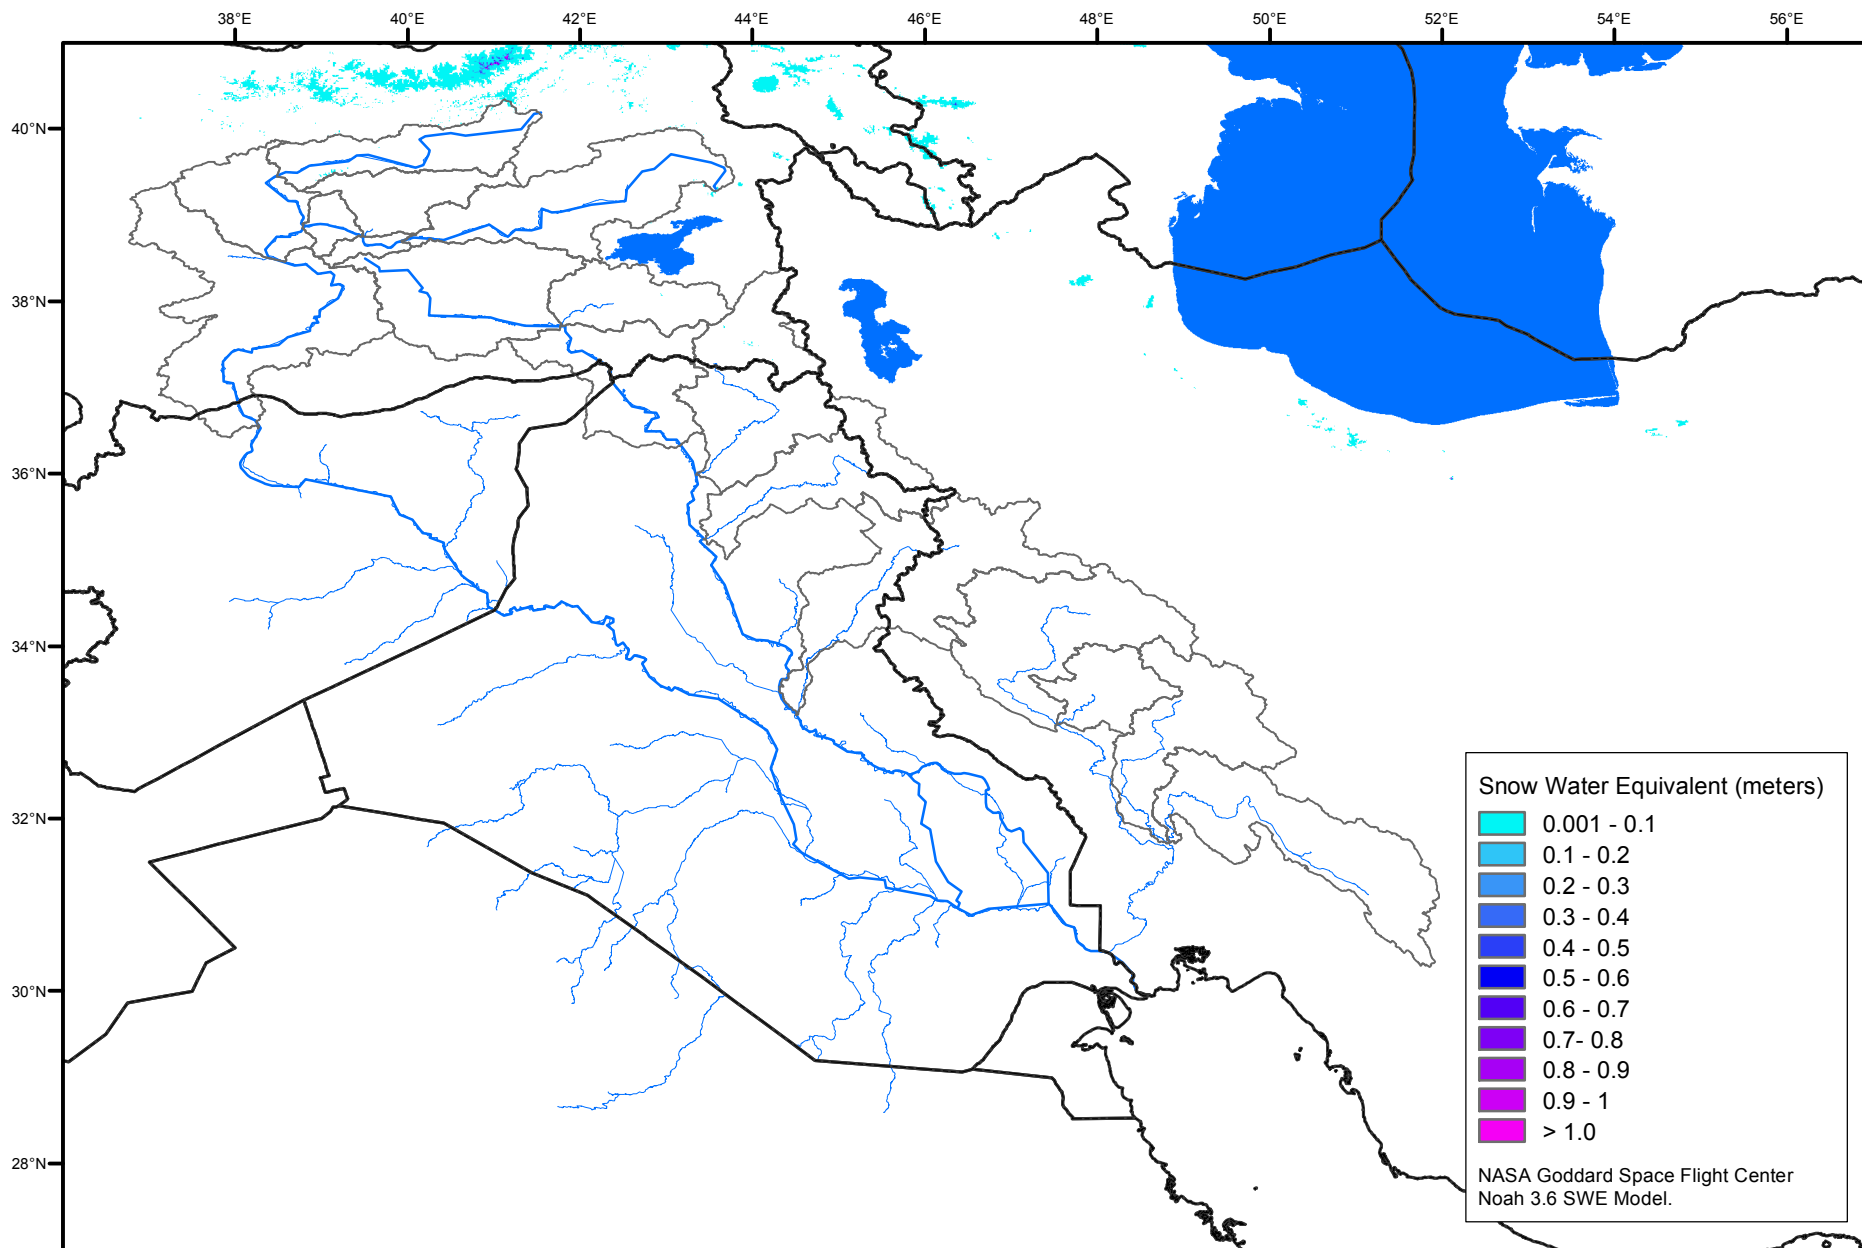 38°E 40°E 42°E 44°E 46°E 48°E 50°E 52°E 54°E 56°E
40°N
38°N
36°N
34°N
32°N
30°N
28°N
Snow Water Equivalent (meters)
0.001 - 0.1
0.1 - 0.2
0.2 - 0.3
0.3 - 0.4
0.4 - 0.5
0.5 - 0.6
0.6 - 0.7
0.7- 0.8
0.8 - 0.9
0.9 - 1
> 1.0
NASA Goddard Space Flight Center
Noah 3.6 SWE Model.